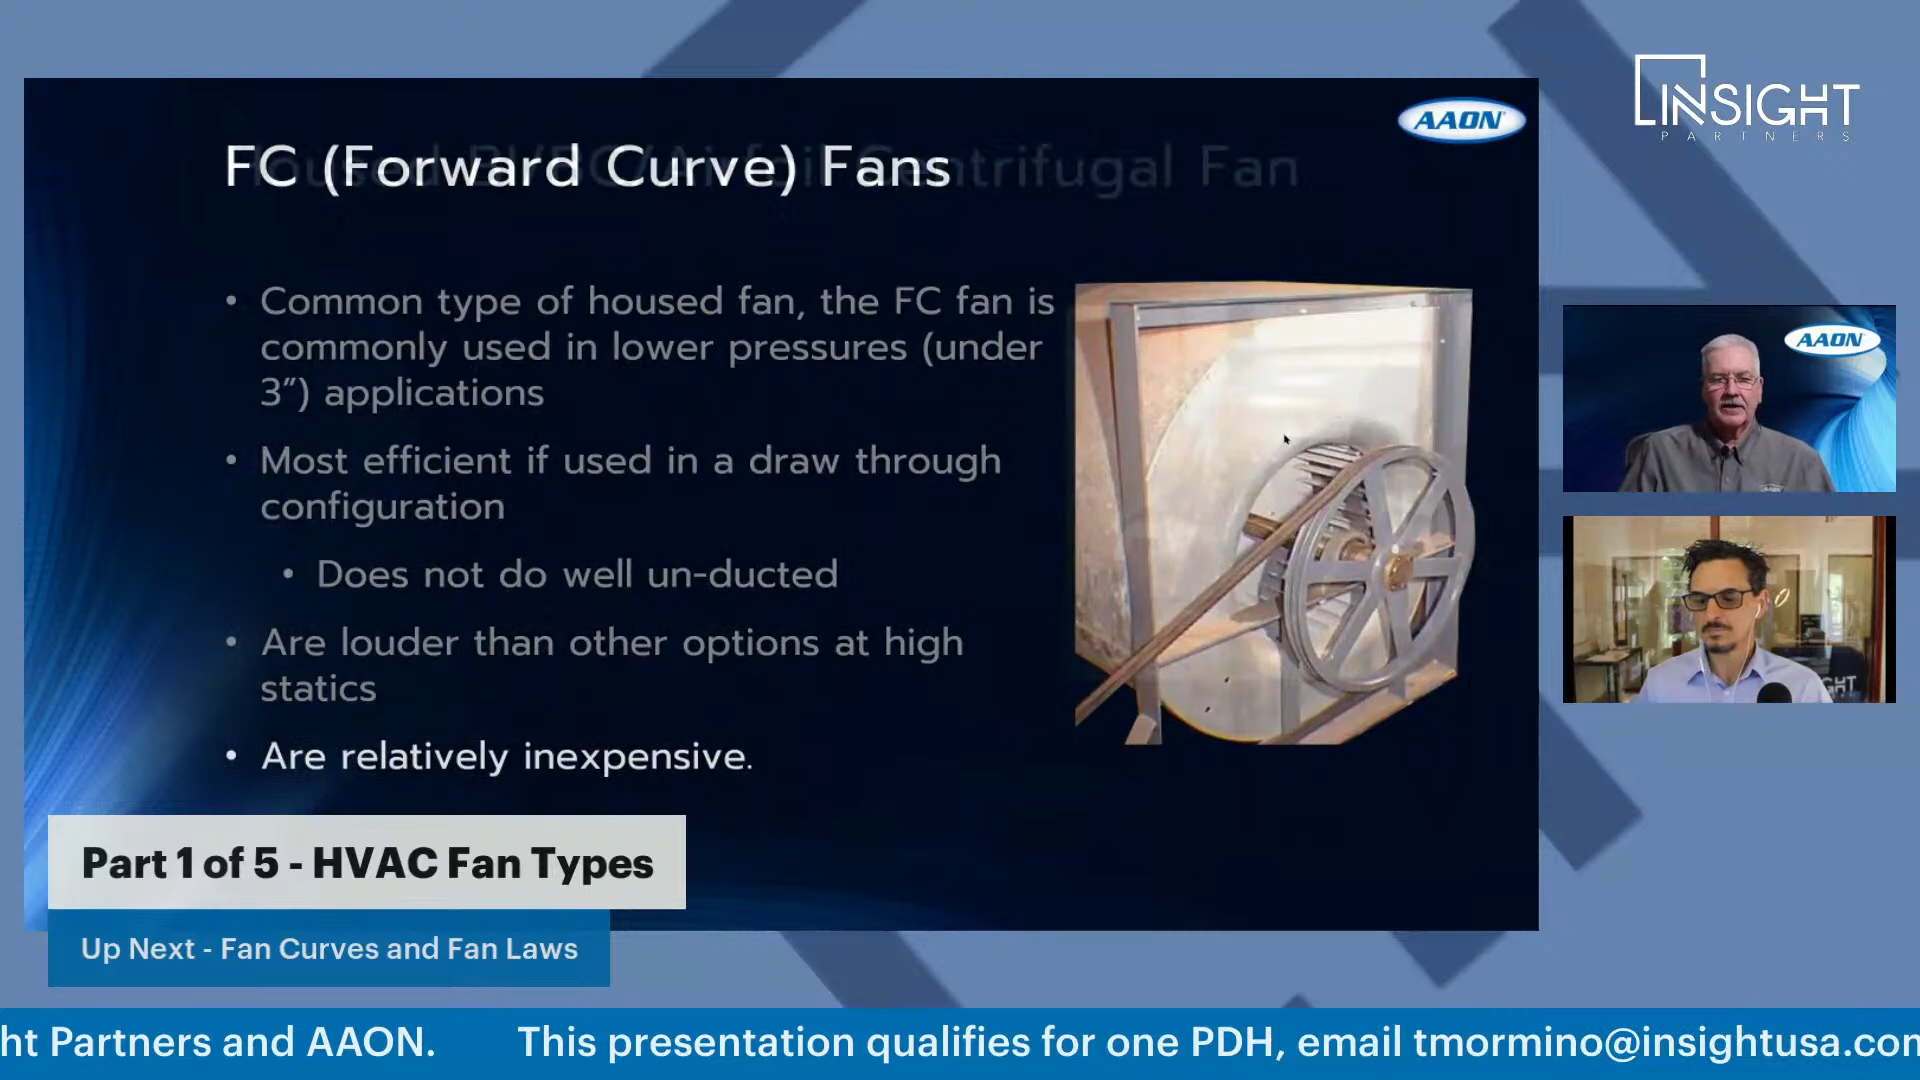 INSIGHT
PARTNERS
AAON
FC (Forward Curve) Fans
Centrifugal Fan
• Common type of housed fan, the FC fan is
commonly used in lower pressures (under
3”) applications
• Most efficient if used in a draw through
configuration
• Does not do well un-ducted
• Are louder than other options at high
statics
• Are relatively inexpensive.
AAON
Part 1 of 5 - HVAC Fan Types
Up Next - Fan Curves and Fan Laws
ht Partners and AAON. This presentation qualifies for one PDH, email tmormino@insightusa.con